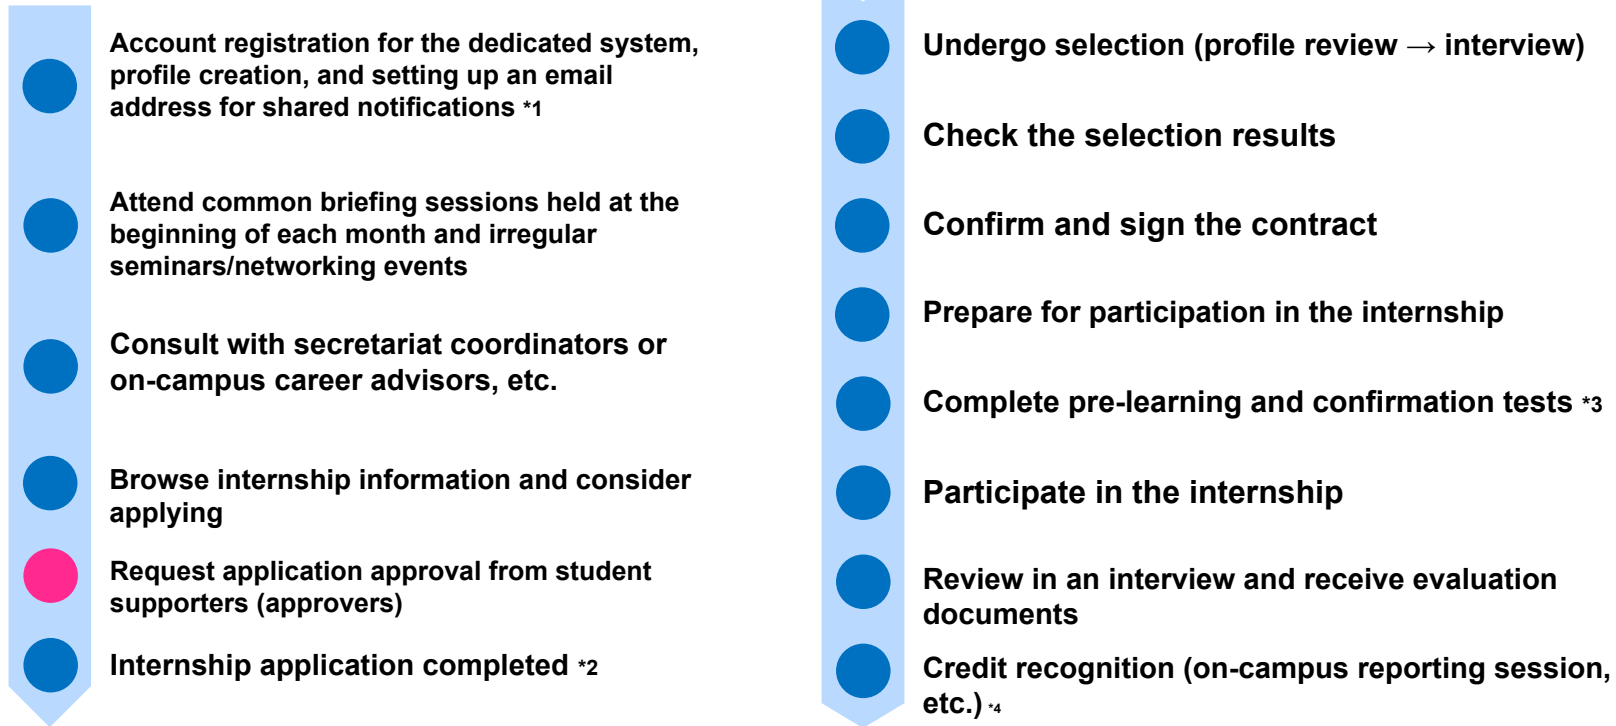 Account registration for the dedicated system,
profile creation, and setting up an email
address for shared notifications *1
Attend common briefing sessions held at the
beginning of each month and irregular
seminars/networking events
Consult with secretariat coordinators or
on-campus career advisors, etc.
Browse internship information and consider
applying
Request application approval from student
supporters (approvers)
Internship application completed *2
Undergo selection (profile review → interview)
Check the selection results
Confirm and sign the contract
Prepare for participation in the internship
Complete pre-learning and confirmation tests *3
Participate in the internship
Review in an interview and receive evaluation
documents
Credit recognition (on-campus reporting session,
etc.) *4